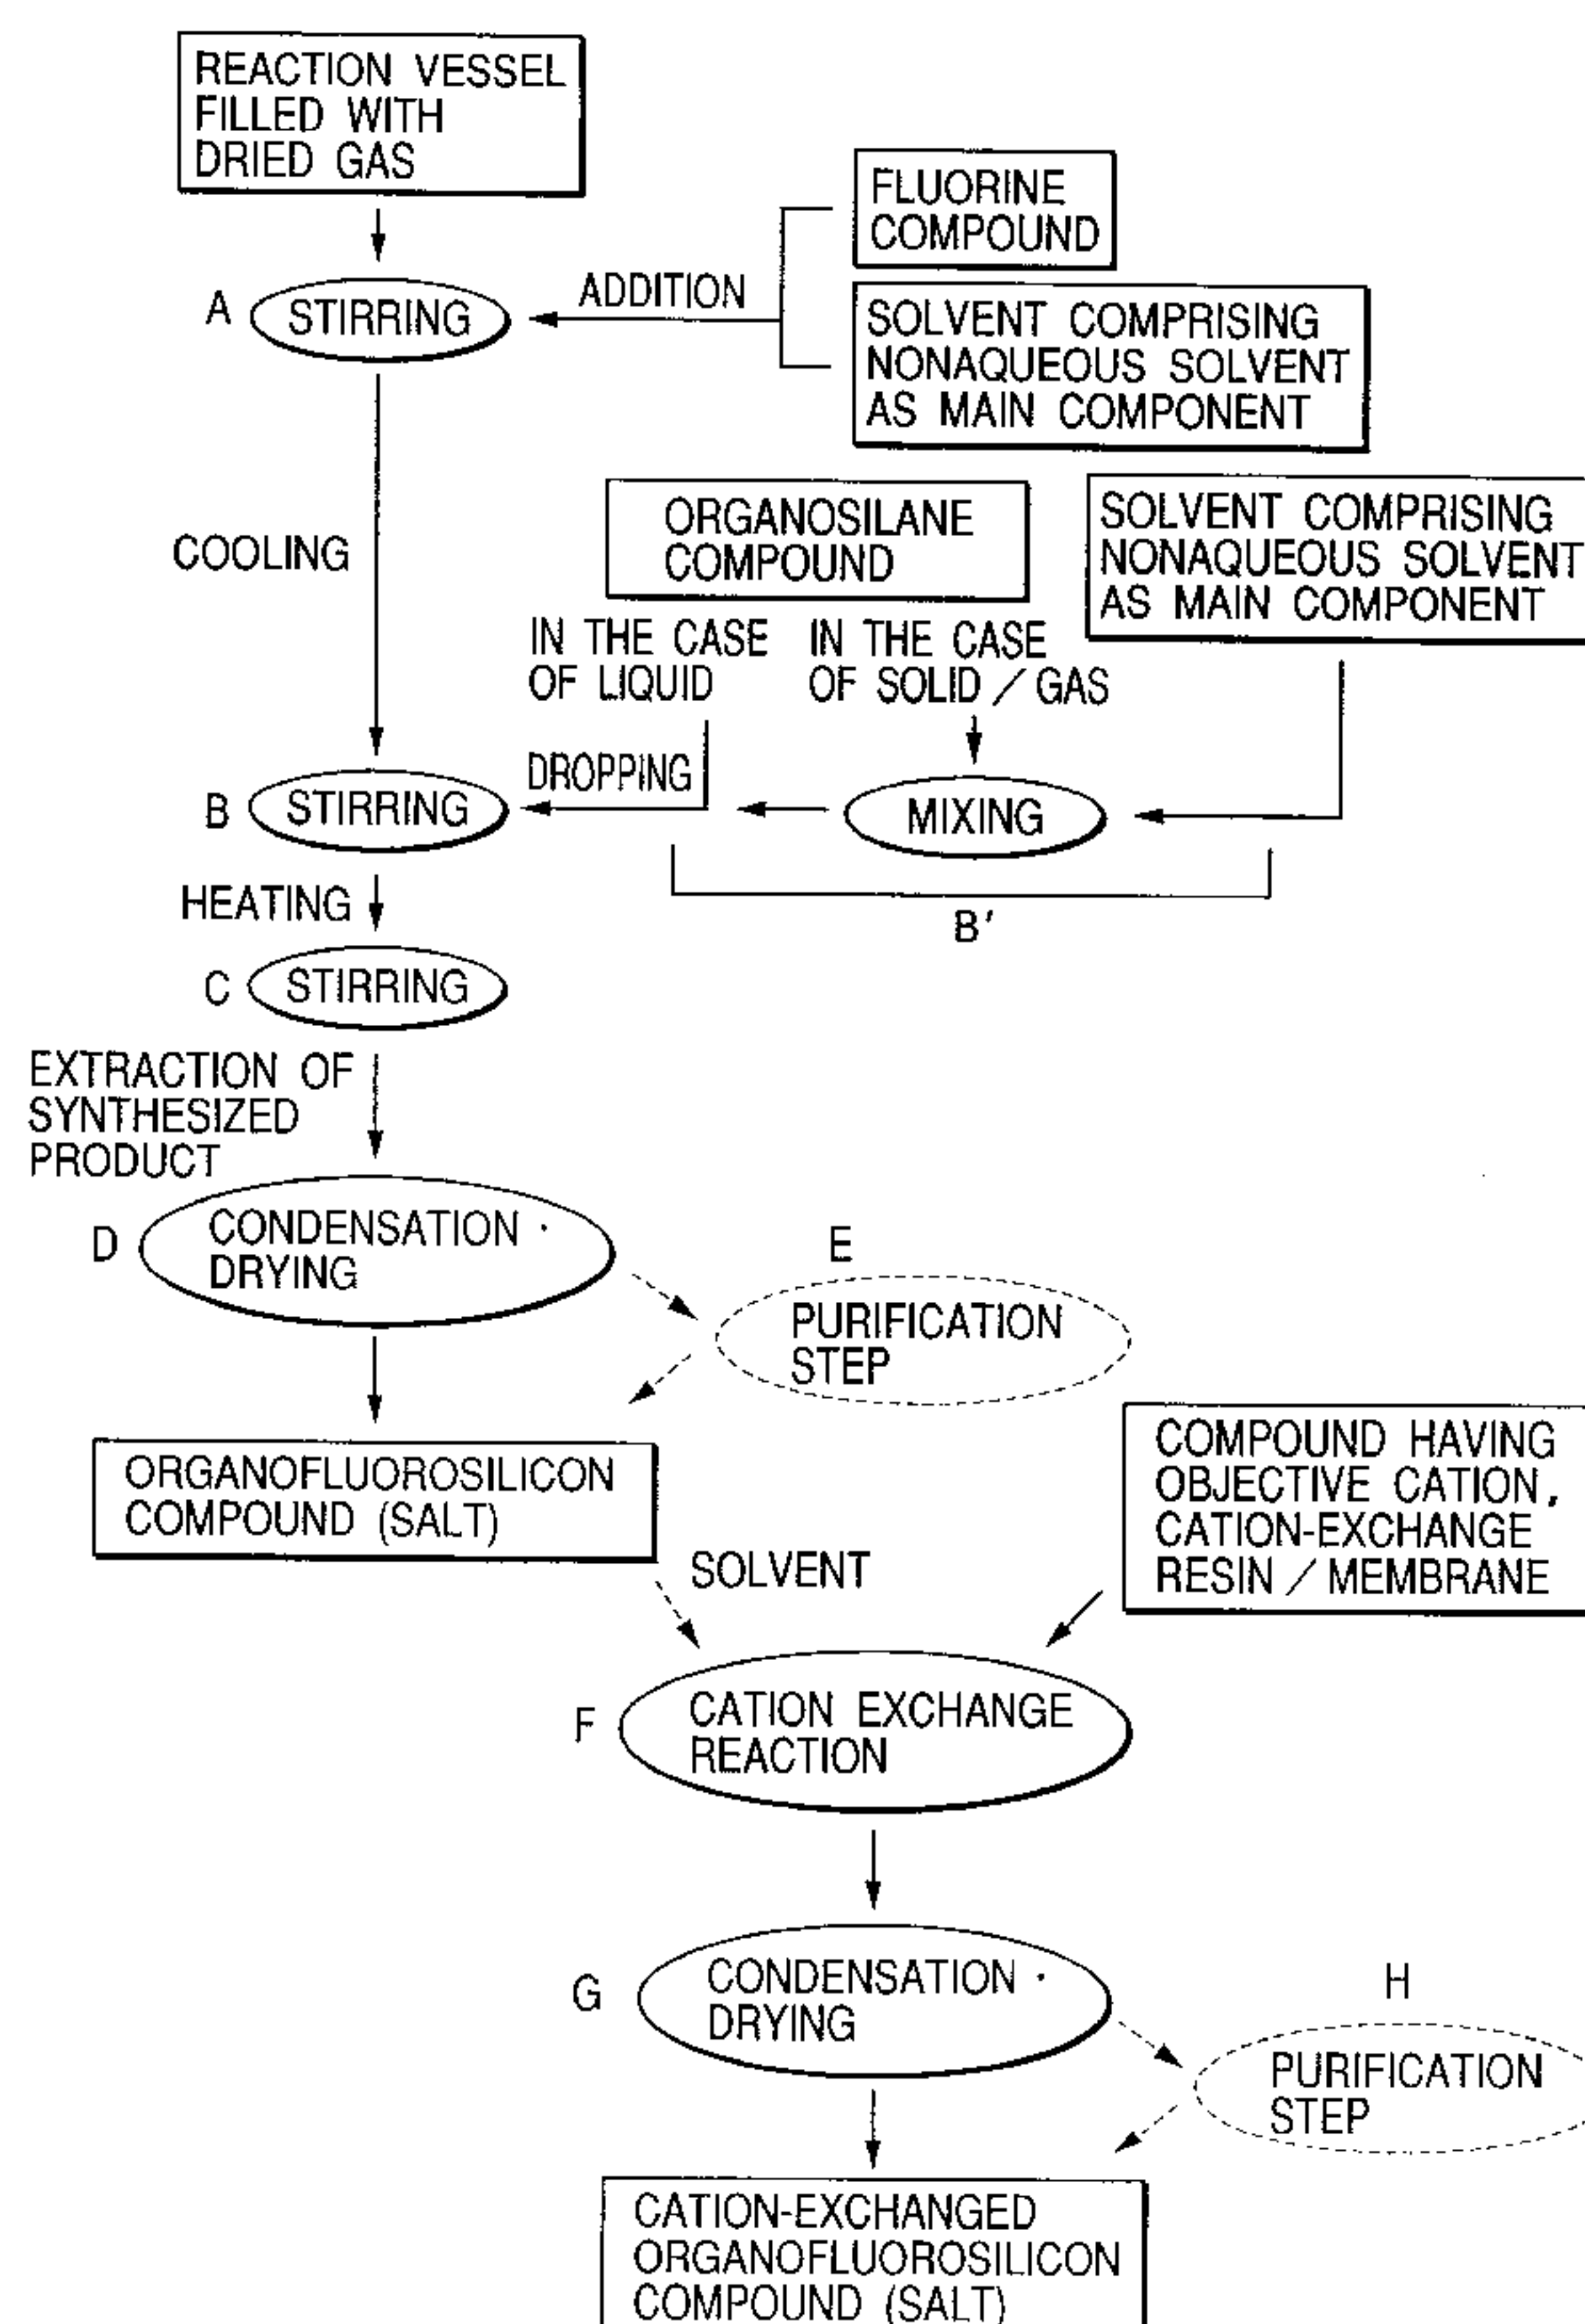 REACTION VESSEL
FILLED WITH
DRIED GAS
FLUORINE
COMPOUND
ADDITION
A
STIRRING
SOLVENT COMPRISING
NONAQUEOUS SOLVENT
AS MAIN COMPONENT
ORGANOSILANE
COMPOUND
SOLVENT COMPRISING
NONAQUEOUS SOLVENT
AS MAIN COMPONENT
COOLING
IN THE CASE
OF LIQUID
IN THE CASE
OF SOLID / GAS
DROPPING
B
STIRRING
MIXING
B'
HEATING
C
STIRRING
EXTRACTION OF
SYNTHESIZED
PRODUCT
D
CONDENSATION ·
DRYING
E
PURIFICATION
STEP
ORGANOFLUOROSILICON
COMPOUND (SALT)
SOLVENT
COMPOUND HAVING
OBJECTIVE CATION,
CATION-EXCHANGE
RESIN / MEMBRANE
F
CATION EXCHANGE
REACTION
G
CONDENSATION ·
DRYING
H
PURIFICATION
STEP
CATION-EXCHANGED
ORGANOFLUOROSILICON
COMPOUND (SALT)